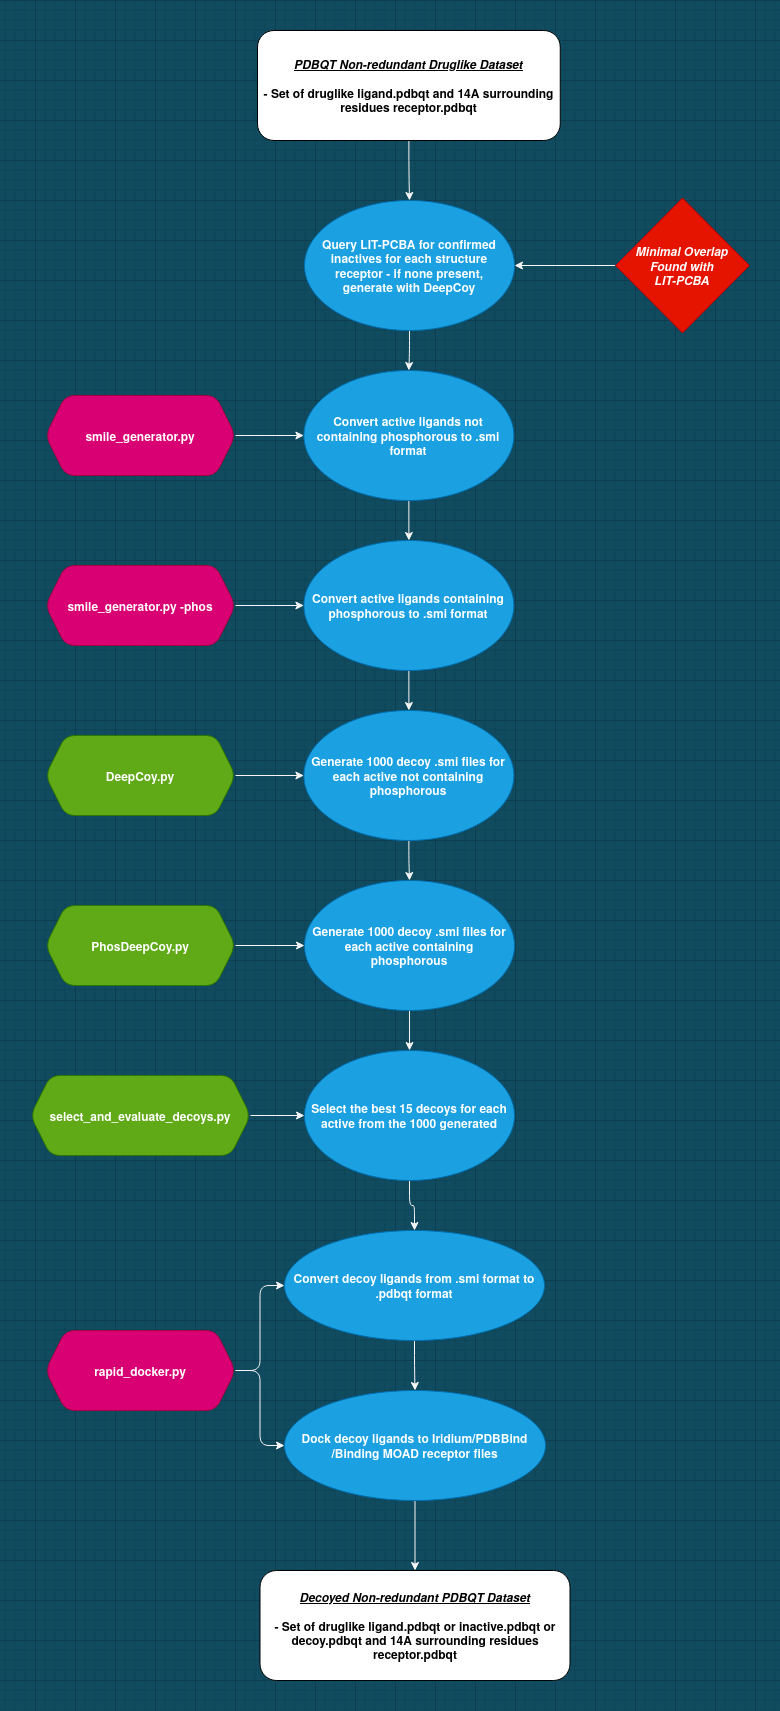 PDBQT Non-redundant Druglike Dataset
- Set of druglike ligand.pdbqt and 14A surrounding
residues receptor.pdbqt
Query LIT-PCBA for confirmed
inactives for each structure
receptor - if none present,
generate with DeepCoy
Minimal Overlap
Found with
LIT-PCBA
smile_generator.py
Convert active ligands not
containing phosphorous to .smi
format
smile_generator.py -phos
Convert active ligands containing
phosphorous to .smi format
DeepCoy.py
Generate 1000 decoy .smi files for
each active not containing
phosphorous
PhosDeepCoy.py
Generate 1000 decoy .smi files for
each active containing
phosphorous
select_and_evaluate_decoys.py
Select the best 15 decoys for each
active from the 1000 generated
Convert decoy ligands from .smi format to
.pdbqt format
rapid_docker.py
Dock decoy ligands to Iridium/PDBBind
/Binding MOAD receptor files
Decoyed Non-redundant PDBQT Dataset
- Set of druglike ligand.pdbqt or inactive.pdbqt or
decoy.pdbqt and 14A surrounding residues
receptor.pdbqt